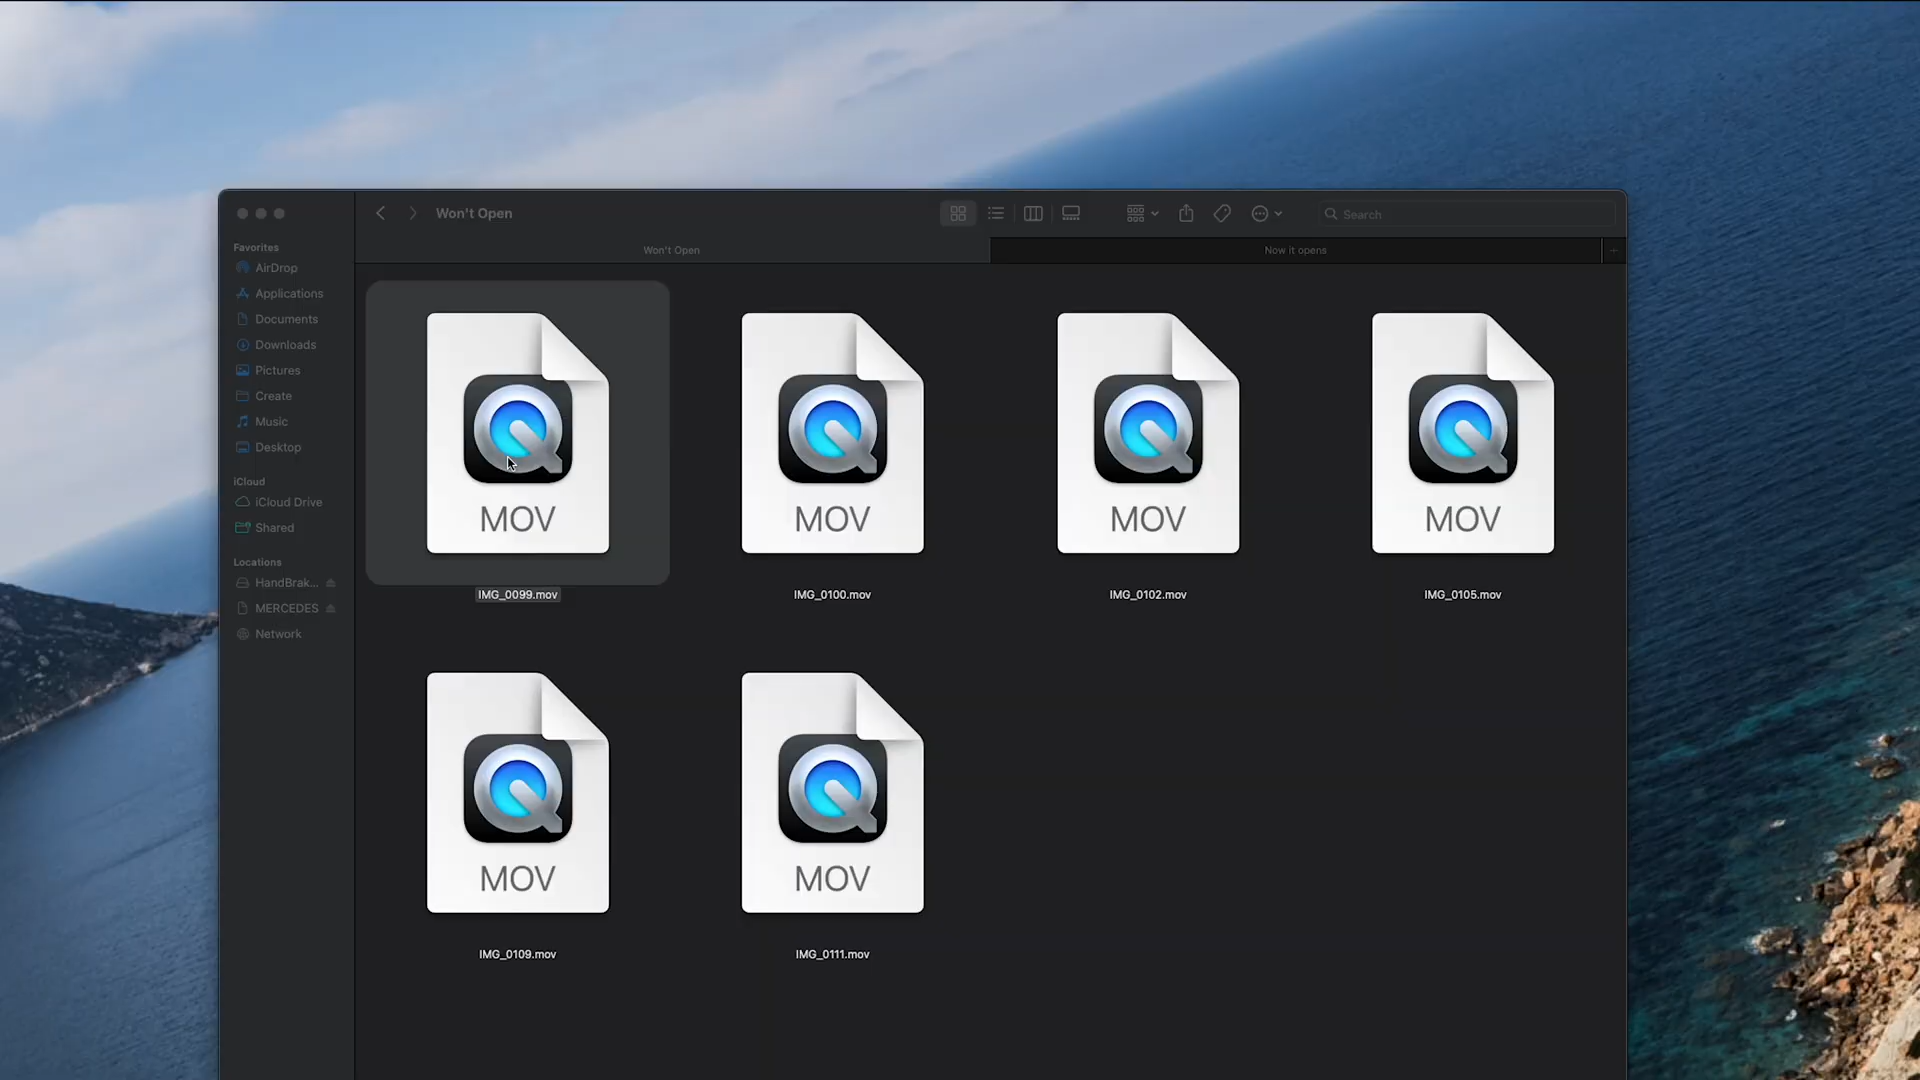 Won't Open
Search
Won't Open
Now it opens
Favorites
AirDrop
Applications
Documents
Downloads
Pictures
Create
Music
Desktop
iCloud
iCloud Drive
Shared
Locations
HandBrak...
MERCEDES
Network
MOV
MOV
MOV
MOV
IMG_0099.mov
IMG_0100.mov
IMG_0102.mov
IMG_0105.mov
MOV
MOV
IMG_0109.mov
IMG_0111.mov